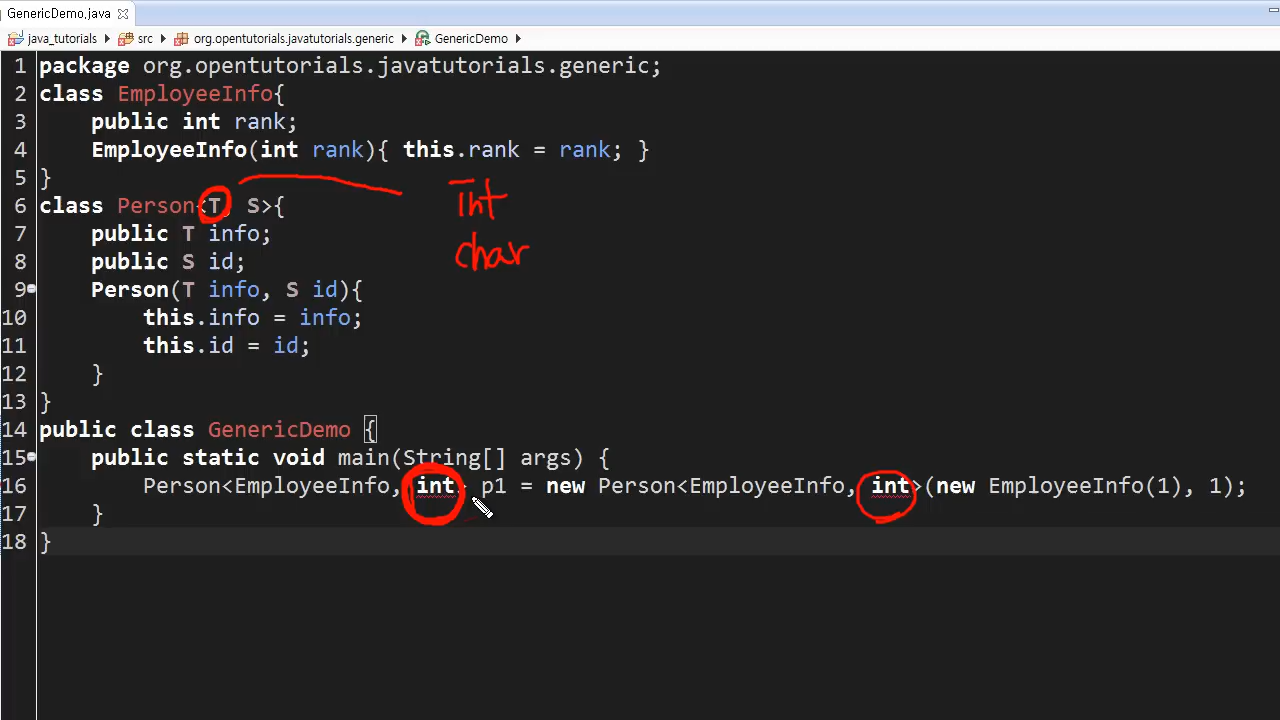 GenericDemo.java
java_tutorials src org.opentutorials.javatutorials.generic GenericDemo
1 package org.opentutorials.javatutorials.generic;
2 class EmployeeInfo{
3 public int rank;
4 EmployeeInfo(int rank){ this.rank = rank; }
5 }
6 class Person<T, S>{
int
7 public T info;
char
8 public S id;
9 Person(T info, S id){
10 this.info = info;
11 this.id = id;
12 }
13 }
14 public class GenericDemo {
15 public static void main(String[] args) {
16 Person<EmployeeInfo, int> p1 = new Person<EmployeeInfo, int>(new EmployeeInfo(1), 1);
17 }
18 }